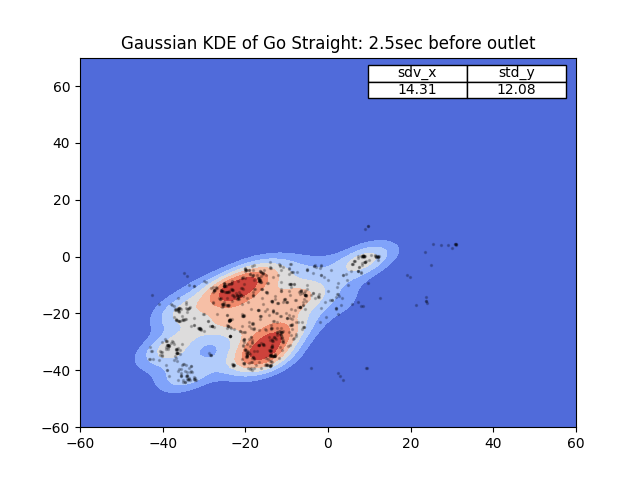 Gaussian KDE of Go Straight: 2.5sec before outlet
sdv_x std_y
14.31 12.08
60
40
20
0
−20
−40
−60
−60 −40 −20 0 20 40 60